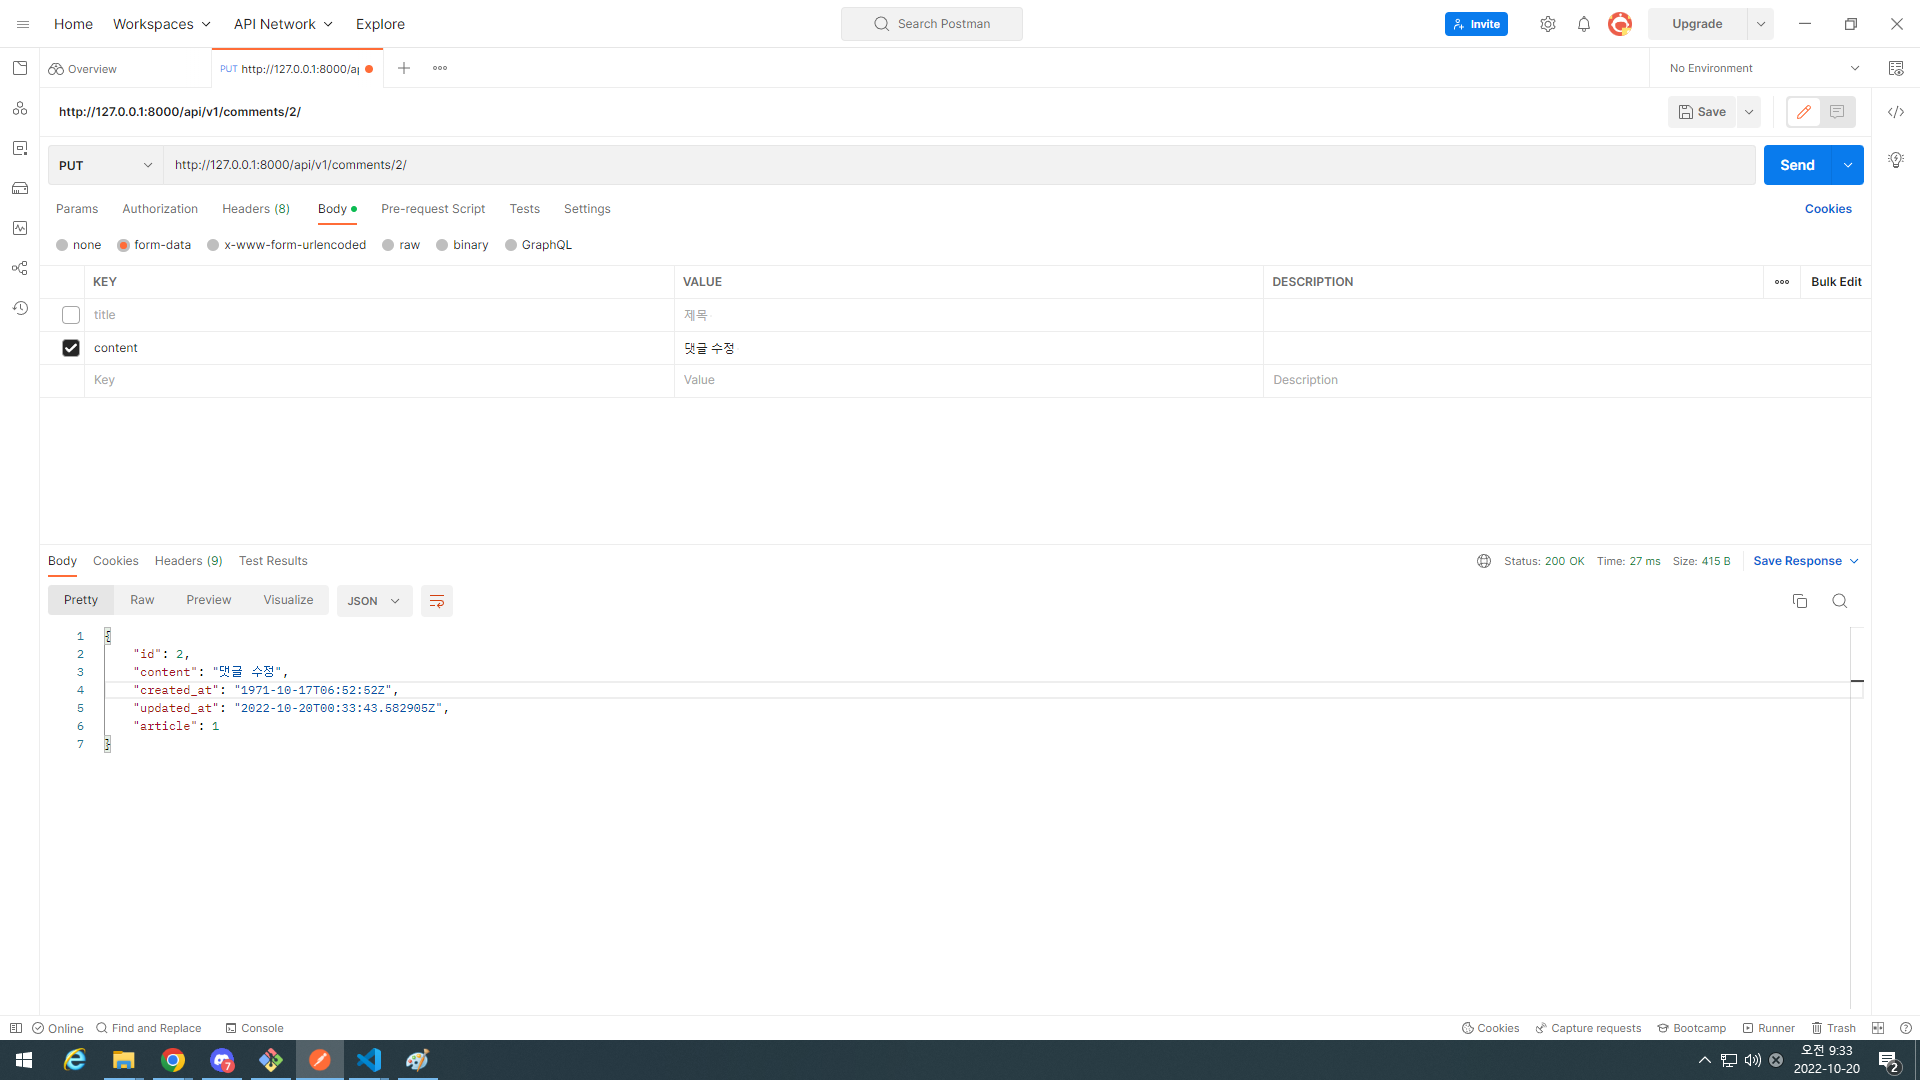 Home Workspaces API Network Explore Search Postman Invite Upgrade
Overview PUT http://127.0.0.1:8000/ap No Environment
http://127.0.0.1:8000/api/v1/comments/2/ Save
PUT http://127.0.0.1:8000/api/v1/comments/2/ Send
Params Authorization Headers (8) Body Pre-request Script Tests Settings Cookies
none form-data x-www-form-urlencoded raw binary GraphQL
KEY VALUE DESCRIPTION Bulk Edit
title 제목
content 댓글 수정
Key Value Description
Body Cookies Headers (9) Test Results Status: 200 OK Time: 27 ms Size: 415 B Save Response
Pretty Raw Preview Visualize JSON
1 {
2 "id": 2,
3 "content": "댓글 수정",
4 "created_at": "1971-10-17T06:52:52Z",
5 "updated_at": "2022-10-20T00:33:43.582905Z",
6 "article": 1
7 }
Online Find and Replace Console Cookies Capture requests Bootcamp Runner Trash
7 오전 9:33
2022-10-20 2